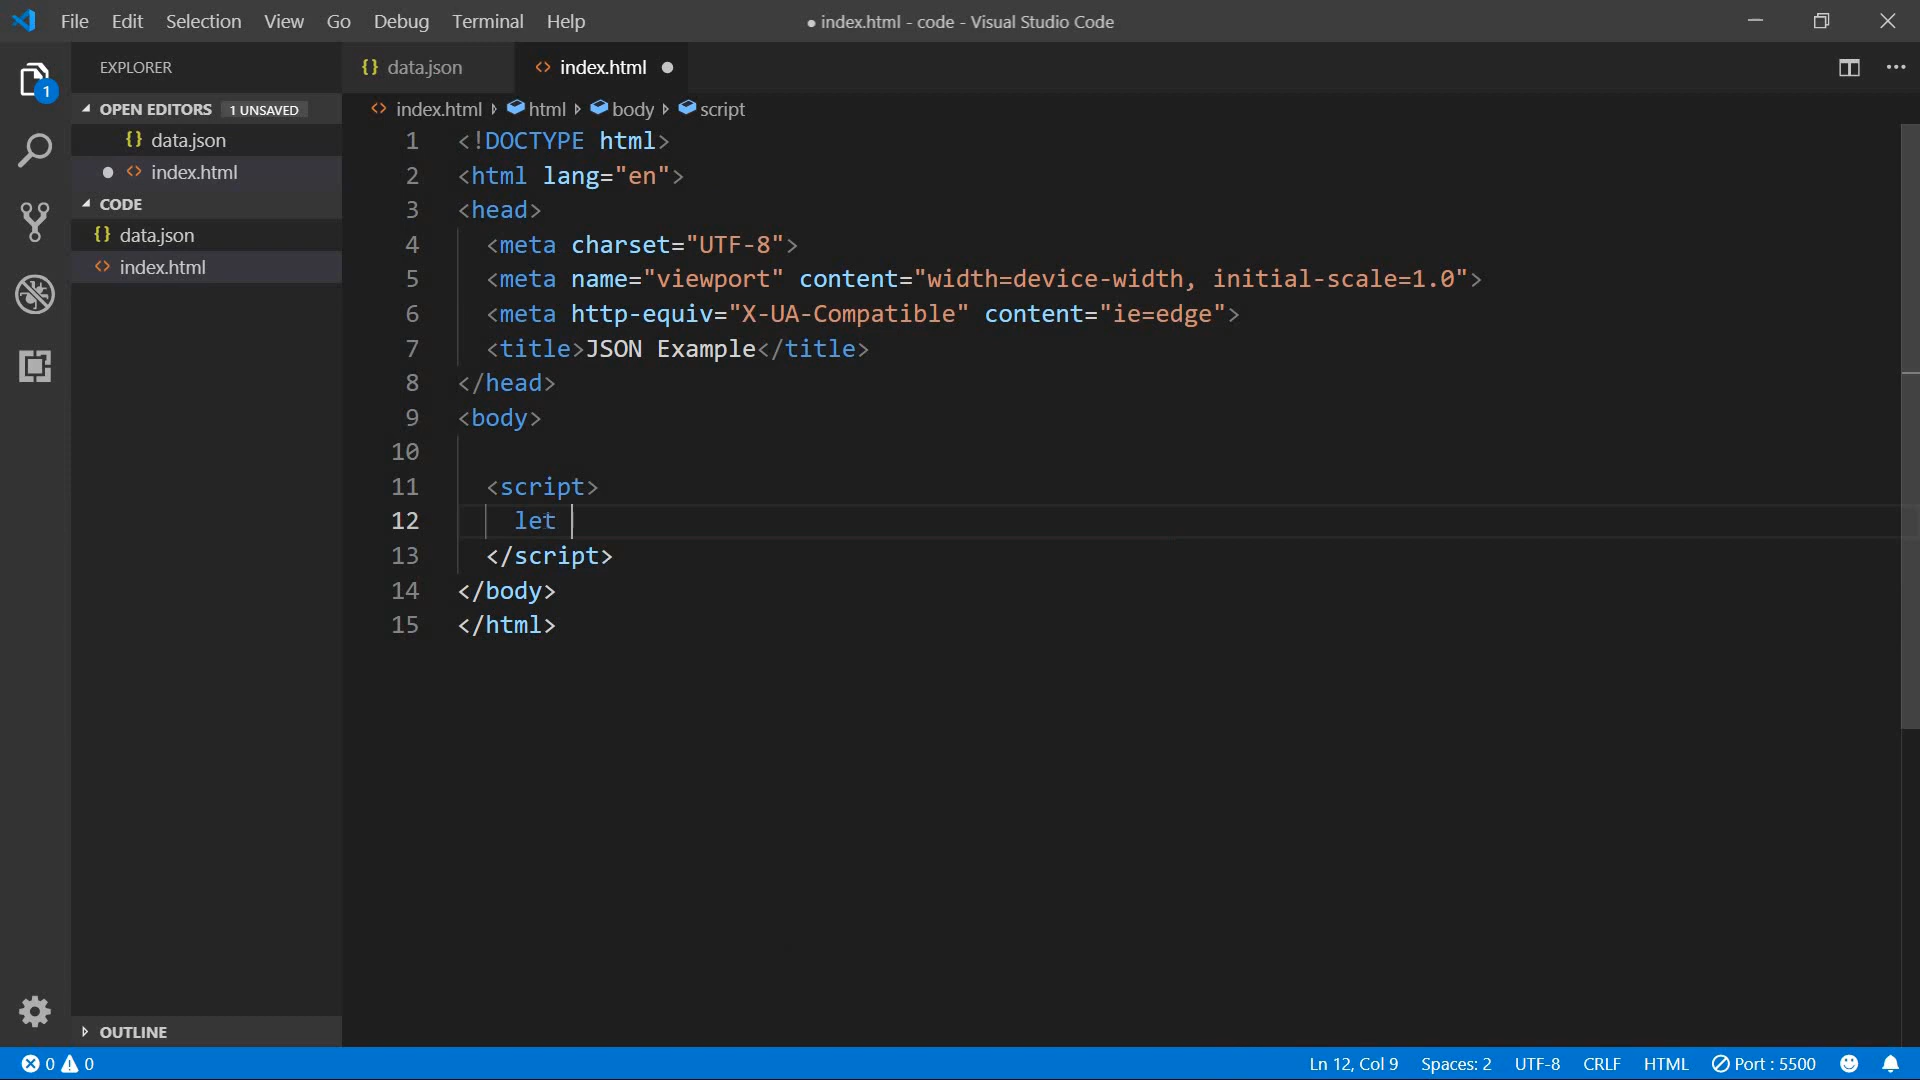 File Edit Selection View Go Debug Terminal Help
● index.html - code - Visual Studio Code
1
EXPLORER
OPEN EDITORS 1 UNSAVED
{} data.json
● <> index.html
CODE
{} data.json
<> index.html
OUTLINE
{} data.json
<> index.html ●
<> index.html html body script
1 <!DOCTYPE html>
2 <html lang="en">
3 <head>
4 <meta charset="UTF-8">
5 <meta name="viewport" content="width=device-width, initial-scale=1.0">
6 <meta http-equiv="X-UA-Compatible" content="ie=edge">
7 <title>JSON Example</title>
8 </head>
9 <body>
10
11 <script>
12 let
13 </script>
14 </body>
15 </html>
0 0
Ln 12, Col 9 Spaces: 2 UTF-8 CRLF HTML Port : 5500